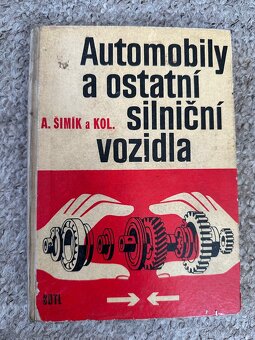 Automobily
a ostatní
silniční
A. ŠIMÍK a KOL.
vozidla
SNTL